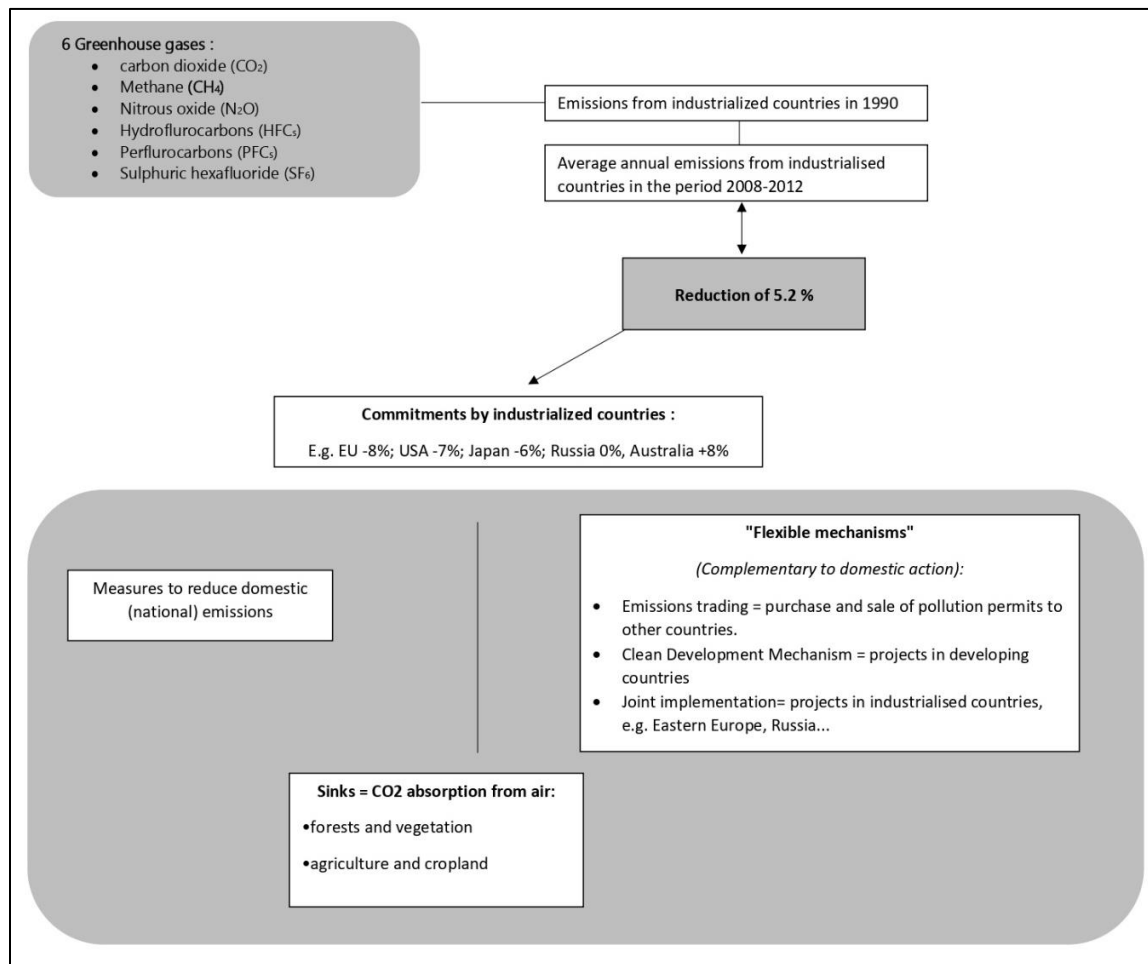 6 Greenhouse gases :
• carbon dioxide (CO₂)
• Methane (CH₄)
• Nitrous oxide (N₂O)
• Hydroflurocarbons (HFCₛ)
• Perflurocarbons (PFCₛ)
• Sulphuric hexafluoride (SF₆)
Emissions from industrialized countries in 1990
Average annual emissions from industrialised
countries in the period 2008-2012
Reduction of 5.2 %
Commitments by industrialized countries :
E.g. EU -8%; USA -7%; Japan -6%; Russia 0%, Australia +8%
Measures to reduce domestic
(national) emissions
"Flexible mechanisms"
(Complementary to domestic action):
• Emissions trading = purchase and sale of pollution permits to
other countries.
• Clean Development Mechanism = projects in developing
countries
• Joint implementation= projects in industrialised countries,
e.g. Eastern Europe, Russia...
Sinks = CO2 absorption from air:
•forests and vegetation
•agriculture and cropland